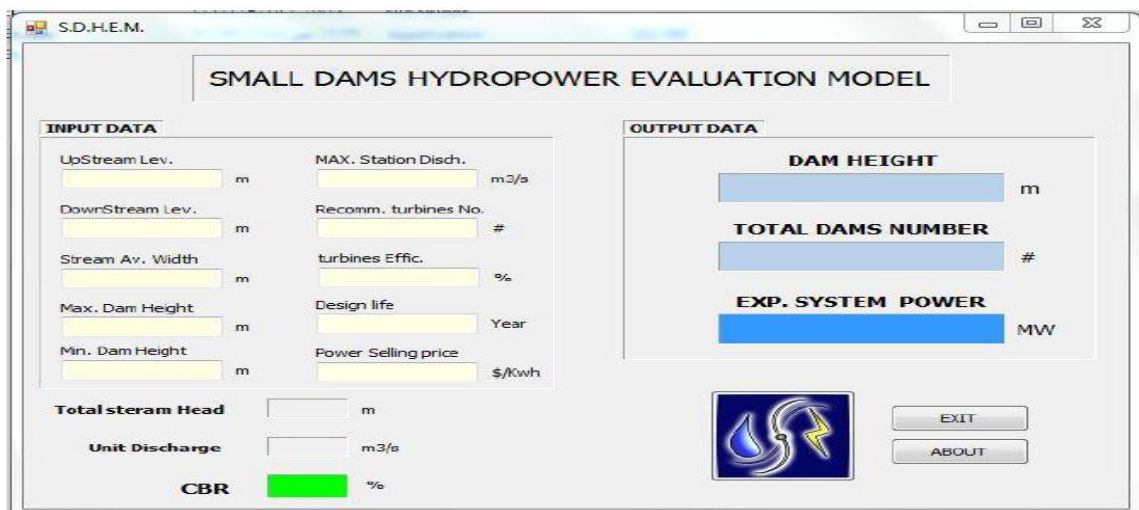 S.D.H.E.M.
SMALL DAMS HYDROPOWER EVALUATION MODEL
INPUT DATA
UpStream Lev.
m
DownStream Lev.
m
Stream Av. Width
m
Max. Dam Height
m
Min. Dam Height
m
MAX. Station Disch.
m3/s
Recomm. turbines No.
#
turbines Effic.
%
Design life
Year
Power Selling price
$/Kwh
Total steram Head m
Unit Discharge m3/s
CBR %
OUTPUT DATA
DAM HEIGHT
m
TOTAL DAMS NUMBER
#
EXP. SYSTEM POWER
MW
EXIT
ABOUT